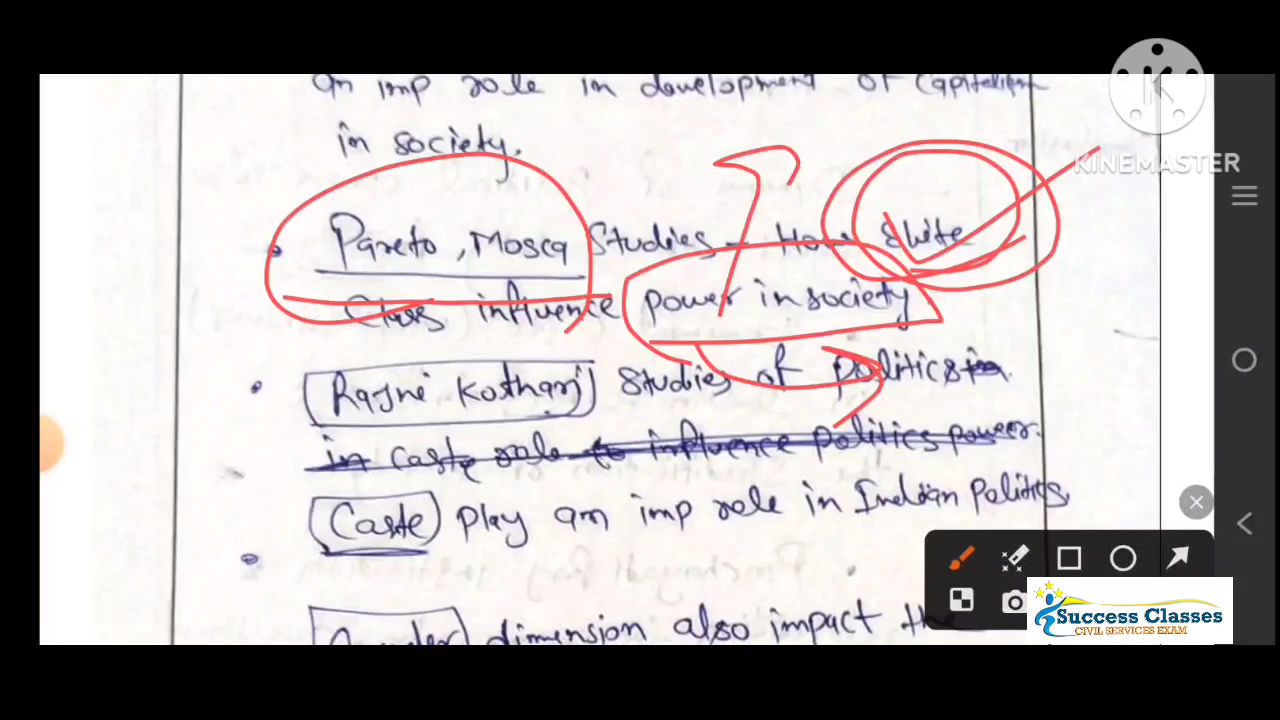 an imp role in development of capitalism
in society.
KINEMASTER
Pareto, Mosca Studies - How
Class influence power in society
Rajni Kothari Studies of politics in
in caste role to influence politics power.
Caste play an imp role in Indian Politics.
dimension also impact the
Success Classes
CIVIL SERVICES EXAM